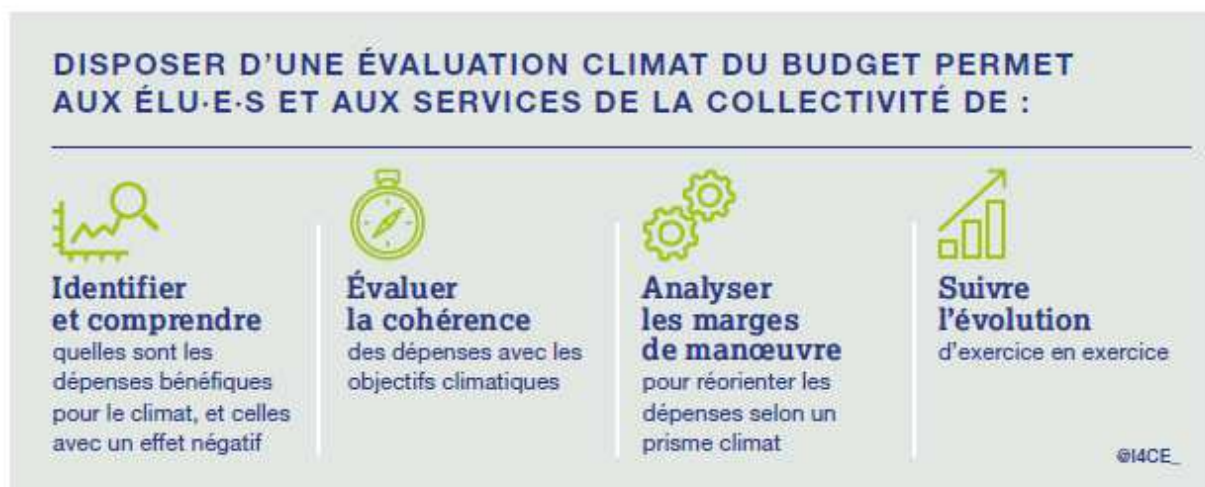 DISPOSER D'UNE ÉVALUATION CLIMAT DU BUDGET PERMET
AUX ÉLU·E·S ET AUX SERVICES DE LA COLLECTIVITÉ DE :
Identifier
et comprendre
quelles sont les
dépenses bénéfiques
pour le climat, et celles
avec un effet négatif
Évaluer
la cohérence
des dépenses avec les
objectifs climatiques
Analyser
les marges
de manœuvre
pour réorienter les
dépenses selon un
prisme climat
Suivre
l'évolution
d'exercice en exercice
@I4CE_